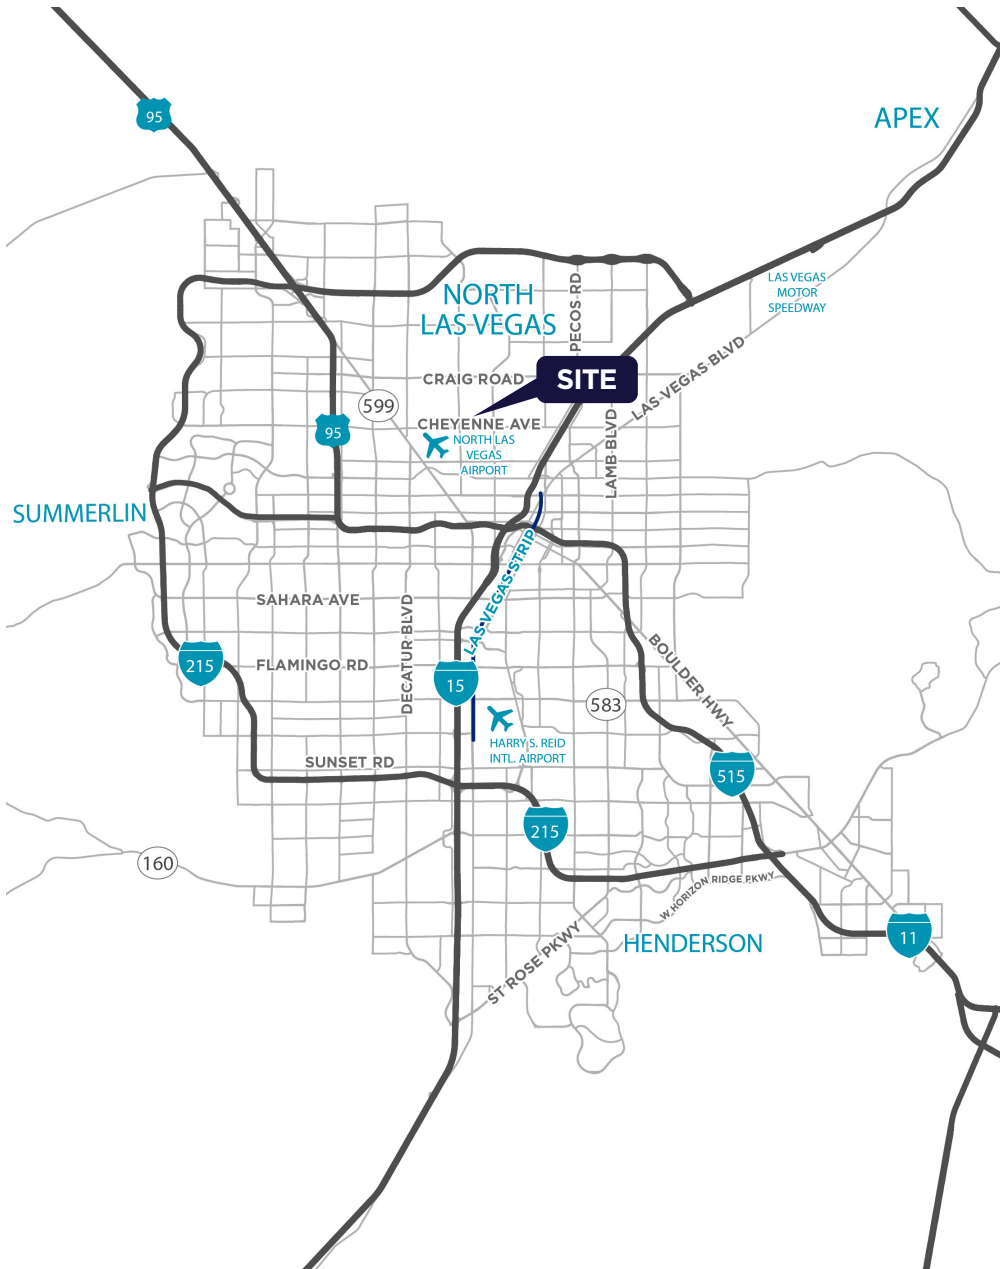 95
APEX
LAS VEGAS
MOTOR
SPEEDWAY
NORTH
LAS VEGAS
PECOS RD
LAS VEGAS BLVD
CRAIG ROAD
SITE
599
CHEYENNE AVE
95
NORTH LAS
VEGAS
AIRPORT
LAMB BLVD
SUMMERLIN
LAS VEGAS STRIP
SAHARA AVE
DECATUR BLVD
FLAMINGO RD
215
15
BOULDER HWY
583
HARRY S. REID
INTL. AIRPORT
SUNSET RD
515
215
160
W HORIZON RIDGE PKWY
HENDERSON
11
ST ROSE PKWY